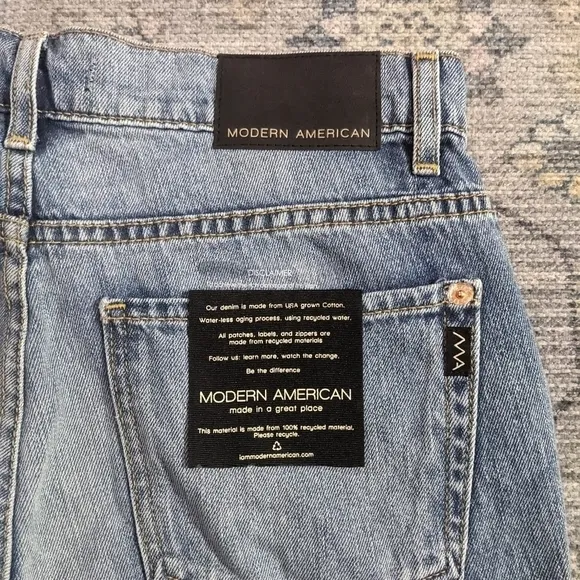 MODERN AMERICAN
DISCLAIMER
Our denim is made from USA grown Cotton.
Water-less aging process, using recycled water.
All patches, labels, and zippers are
made from recycled materials
Follow us: learn more, watch the change.
Be the difference
MODERN AMERICAN
made in a great place
This material is made from 100% recycled material.
Please recycle.
iammodernamerican.com